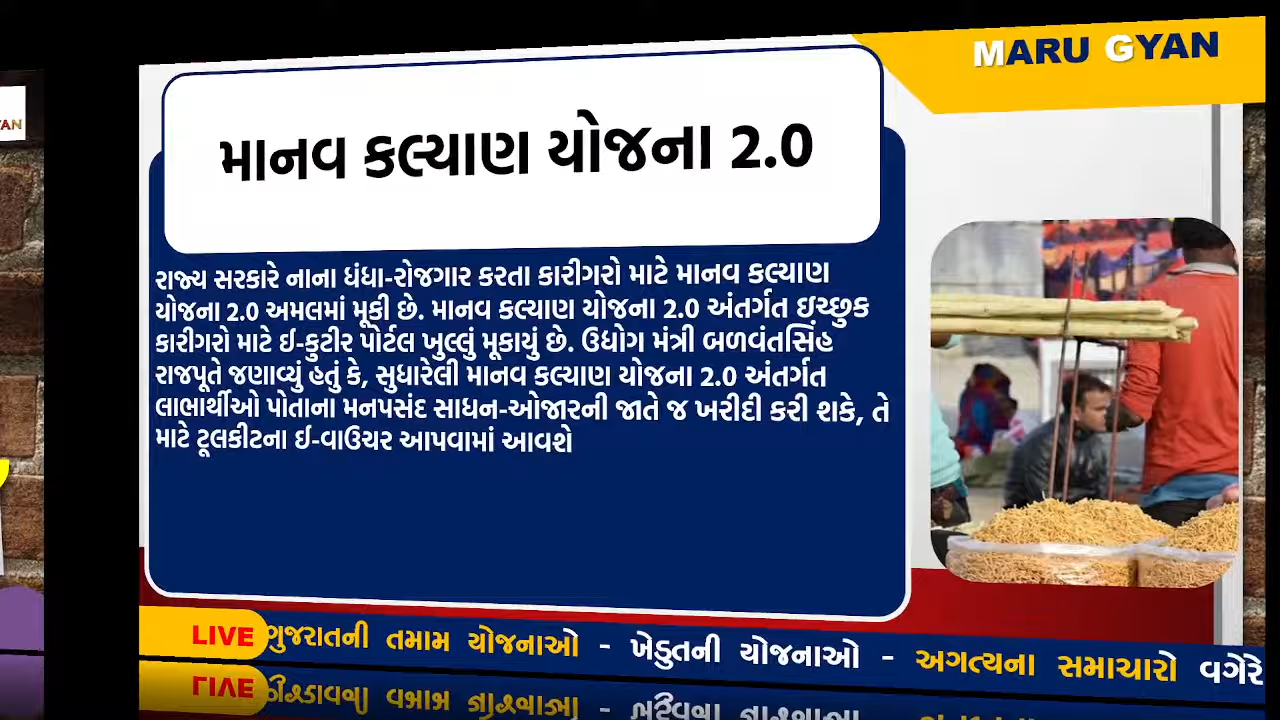 MARU GYAN
YAN
માનવ કલ્યાણ યોજના 2.0
રાજ્ય સરકારે નાના ધંધા-રોજગાર કરતા કારીગરો માટે માનવ કલ્યાણ
યોજના 2.0 અમલમાં મૂકી છે. માનવ કલ્યાણ યોજના 2.0 અંતર્ગત ઇચ્છુક
કારીગરો માટે ઈ-કુટીર પોર્ટલ ખુલ્લું મૂકાયું છે. ઉદ્યોગ મંત્રી બળવંતસિંહ
રાજપૂતે જણાવ્યું હતું કે, સુધારેલી માનવ કલ્યાણ યોજના 2.0 અંતર્ગત
લાભાર્થીઓ પોતાના મનપસંદ સાધન-ઓજારની જાતે જ ખરીદી કરી શકે, તે
માટે ટૂલકીટના ઈ-વાઉચર આપવામાં આવશે
LIVE ગુજરાતની તમામ યોજનાઓ - ખેડુતની યોજનાઓ - અગત્યના સમાચારો વગેરે